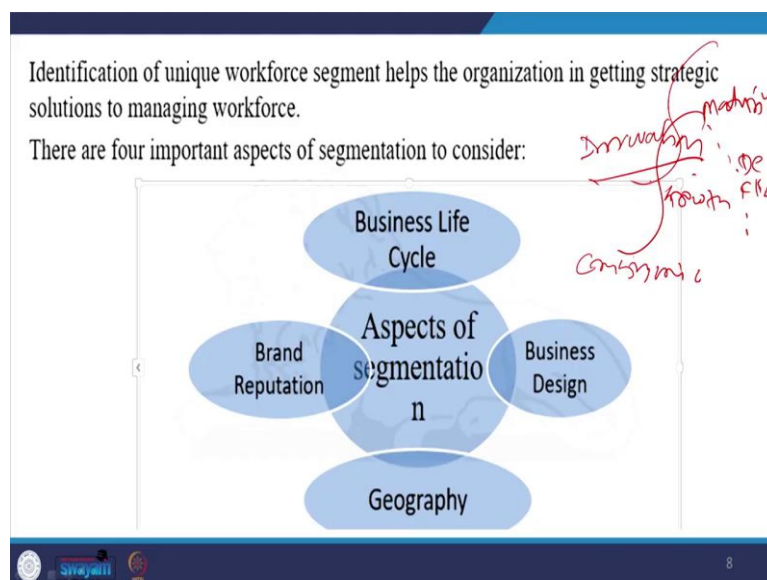 Identification of unique workforce segment helps the organization in getting strategic
solutions to managing workforce.
There are four important aspects of segmentation to consider:
Growth
Business Life
Cycle
Aspects of
segmentatio
n
Brand
Reputation
Business
Design
Geography
swayam
8